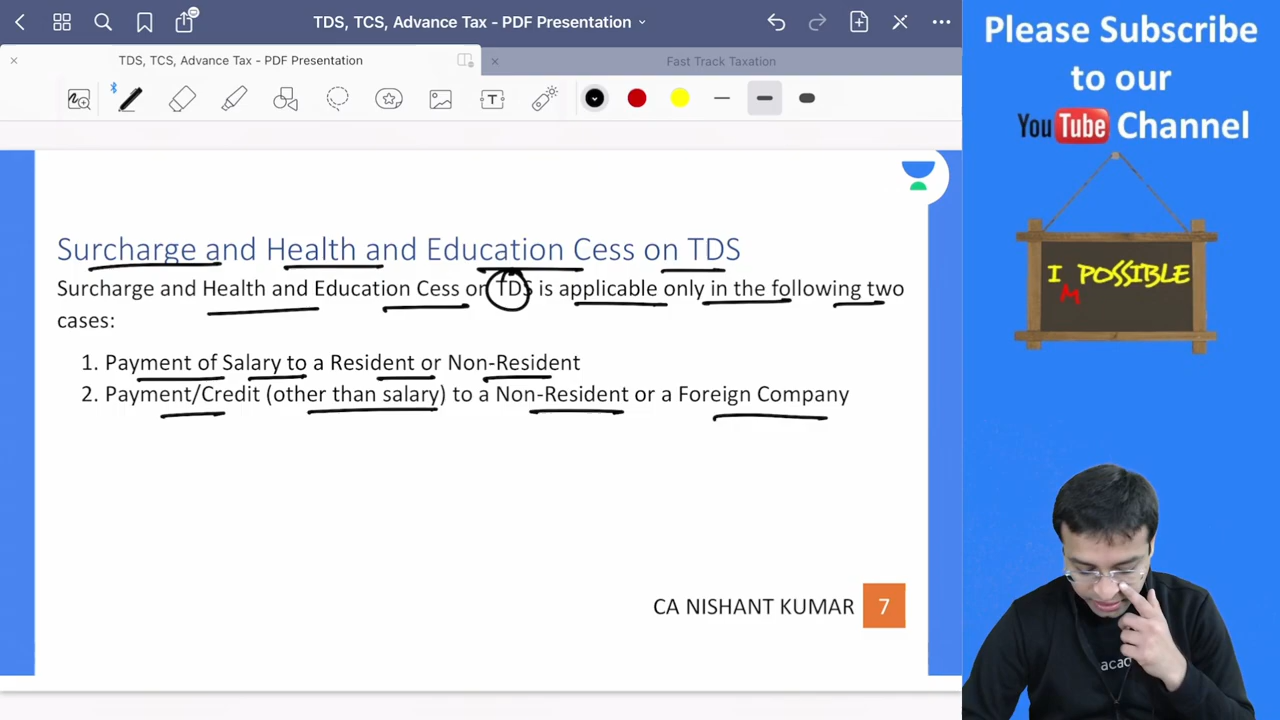 TDS, TCS, Advance Tax - PDF Presentation
TDS, TCS, Advance Tax - PDF Presentation
Fast Track Taxation
T
Surcharge and Health and Education Cess on TDS
Surcharge and Health and Education Cess on TDS is applicable only in the following two
cases:
1. Payment of Salary to a Resident or Non-Resident
2. Payment/Credit (other than salary) to a Non-Resident or a Foreign Company
CA NISHANT KUMAR
7
Please Subscribe
to our
YouTube Channel
I POSSIBLE
M
acad